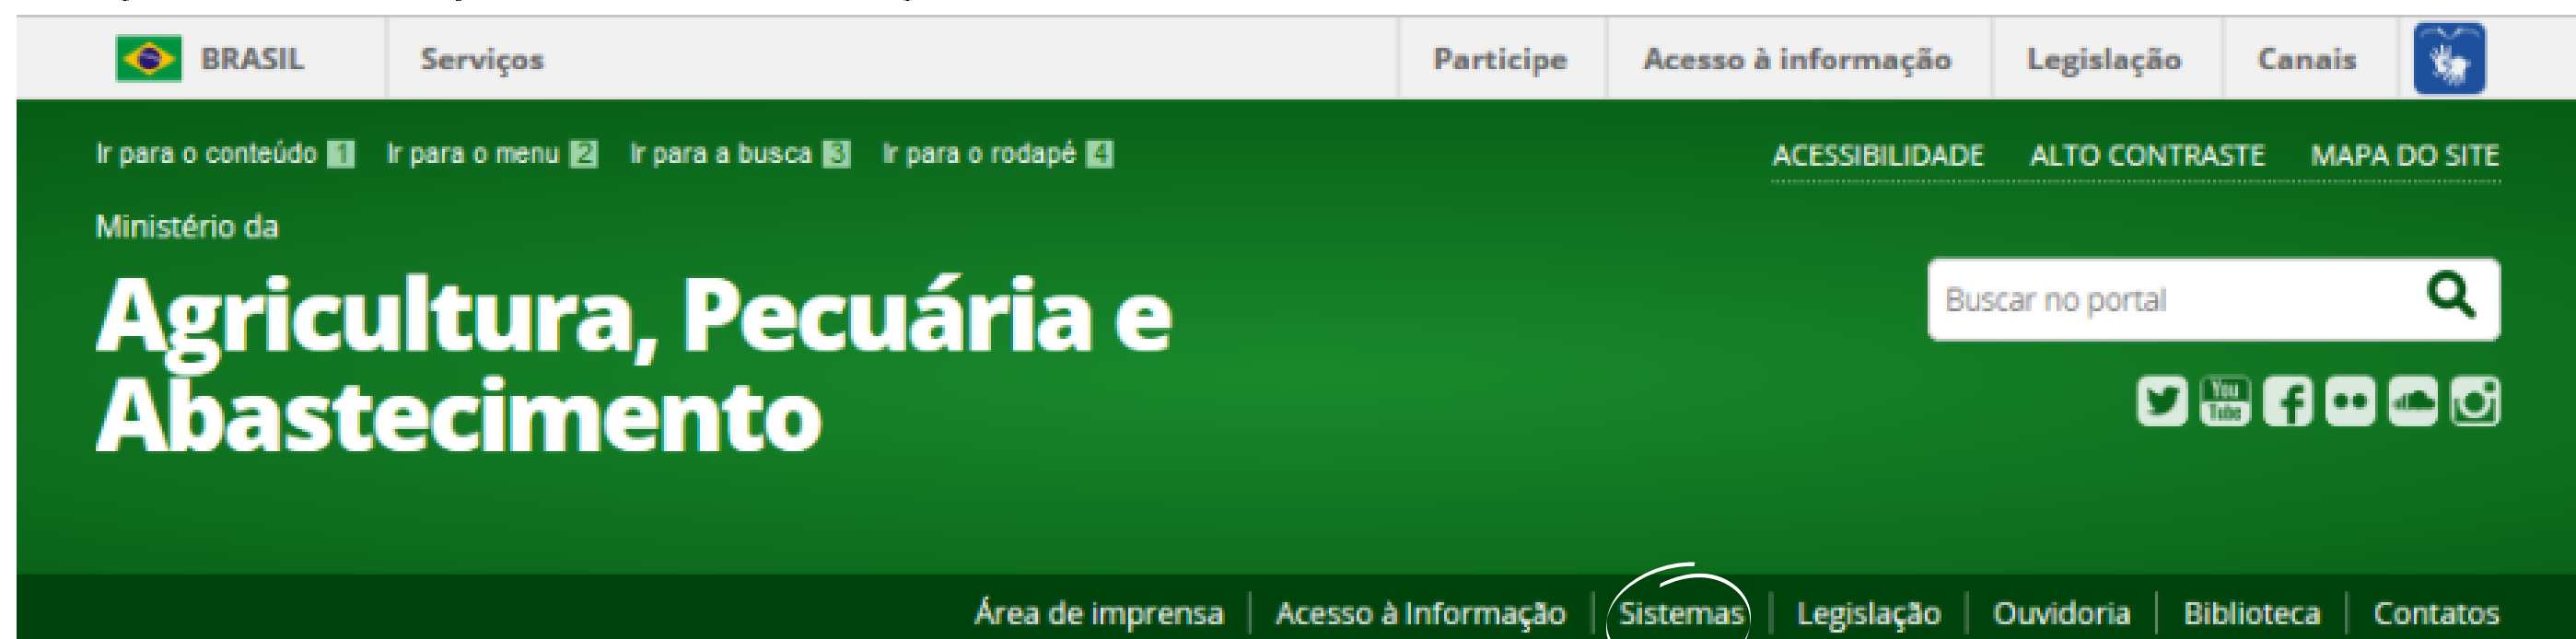 BRASIL Serviços Participe Acesso à informação Legislação Canais
Ir para o conteúdo 1 Ir para o menu 2 Ir para a busca 3 Ir para o rodapé 4
ACESSIBILIDADE ALTO CONTRASTE MAPA DO SITE
Ministério da
Agricultura, Pecuária e
Abastecimento
Buscar no portal
You Tube
Área de imprensa Acesso à Informação Sistemas Legislação Ouvidoria Biblioteca Contatos